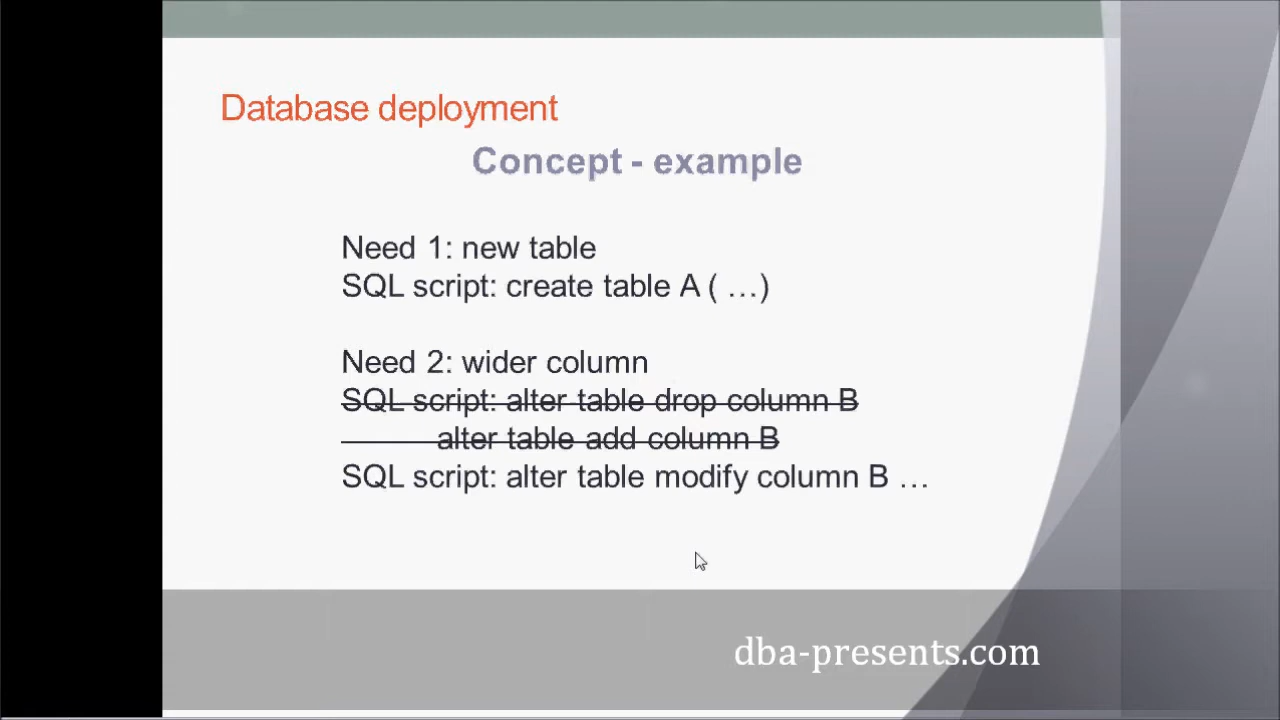 Database deployment
Concept - example
Need 1: new table
SQL script: create table A ( …)
Need 2: wider column
SQL script: alter table drop column B
alter table add column B
SQL script: alter table modify column B …
dba-presents.com